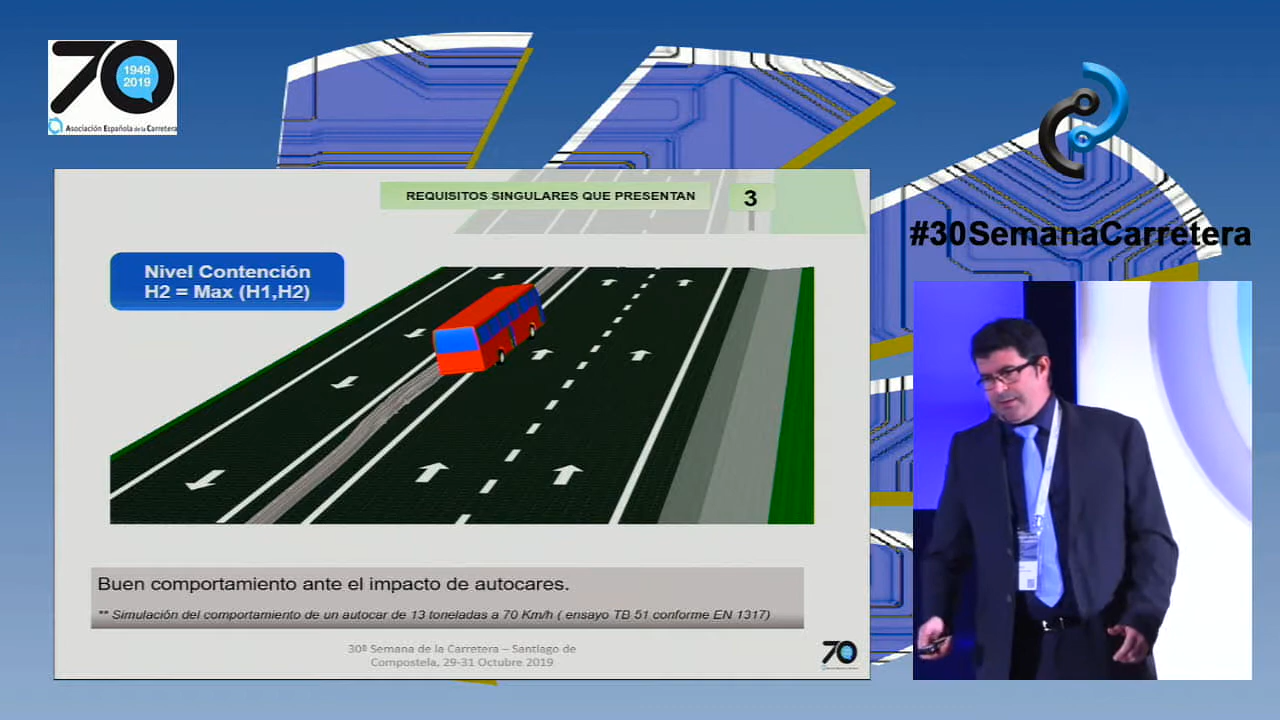 70
1949
2019
Asociación Española de la Carretera
#30SemanaCarretera
REQUISITOS SINGULARES QUE PRESENTAN
3
Nivel Contención
H2 = Max (H1,H2)
Buen comportamiento ante el impacto de autocares.
** Simulación del comportamiento de un autocar de 13 toneladas a 70 Km/h ( ensayo TB 51 conforme EN 1317)
30ª Semana de la Carretera – Santiago de
Compostela, 29-31 Octubre 2019
70